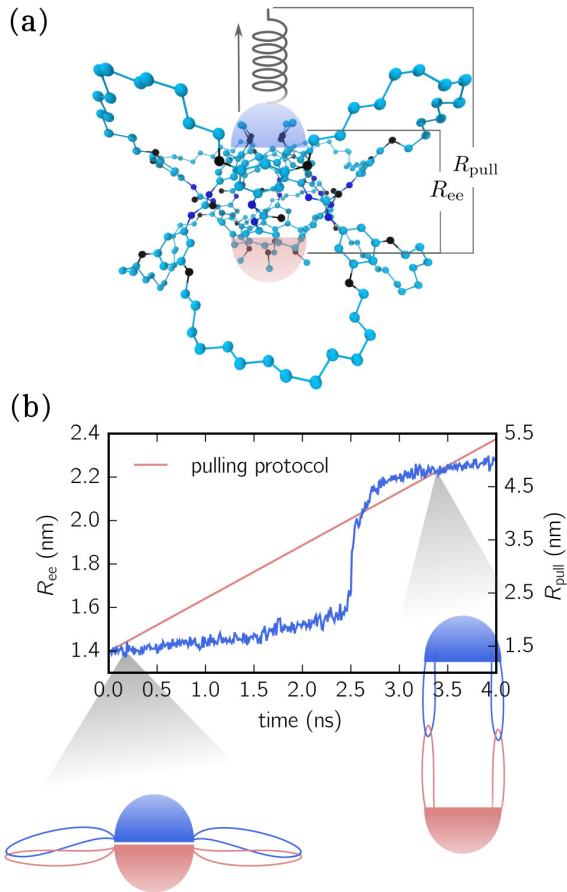 (a)
R_pull
R_ee
(b)
2.4
2.2
2.0
1.8
1.6
1.4
R_ee (nm)
pulling protocol
5.5
4.5
3.5
2.5
1.5
R_pull (nm)
0.0 0.5 1.0 1.5 2.0 2.5 3.0 3.5 4.0
time (ns)